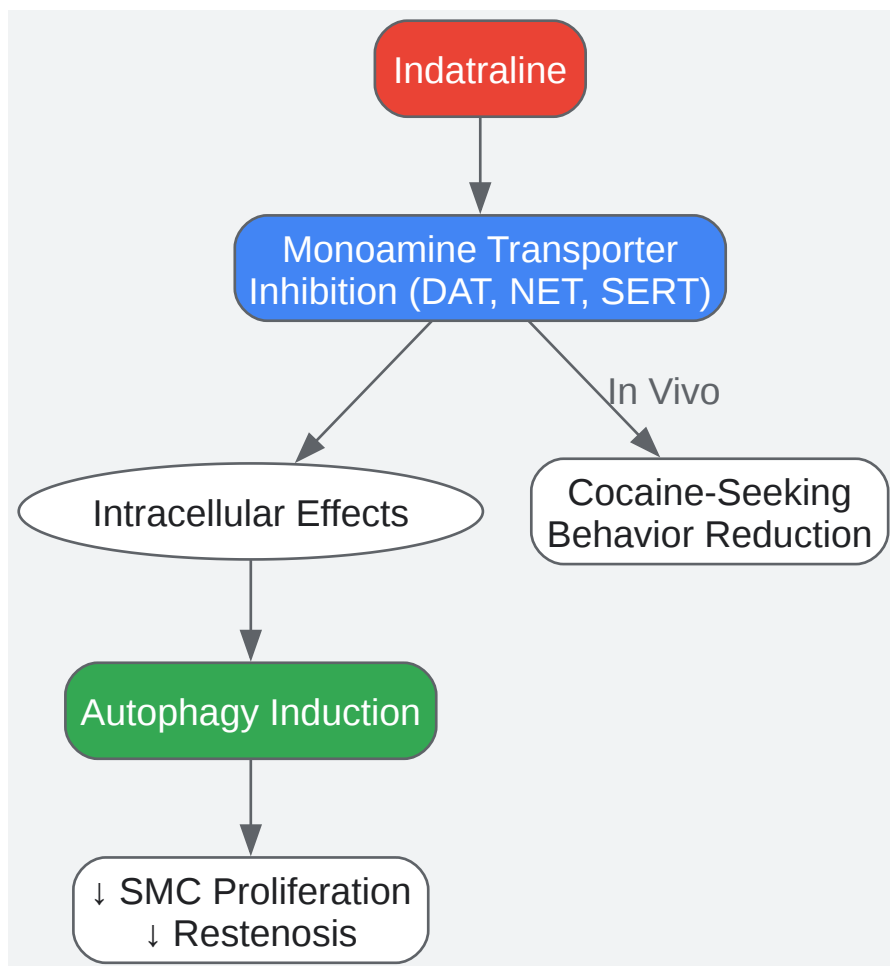 Indatraline
Monoamine Transporter
Inhibition (DAT, NET, SERT)
In Vivo
Intracellular Effects
Cocaine-Seeking
Behavior Reduction
Autophagy Induction
↓ SMC Proliferation
↓ Restenosis